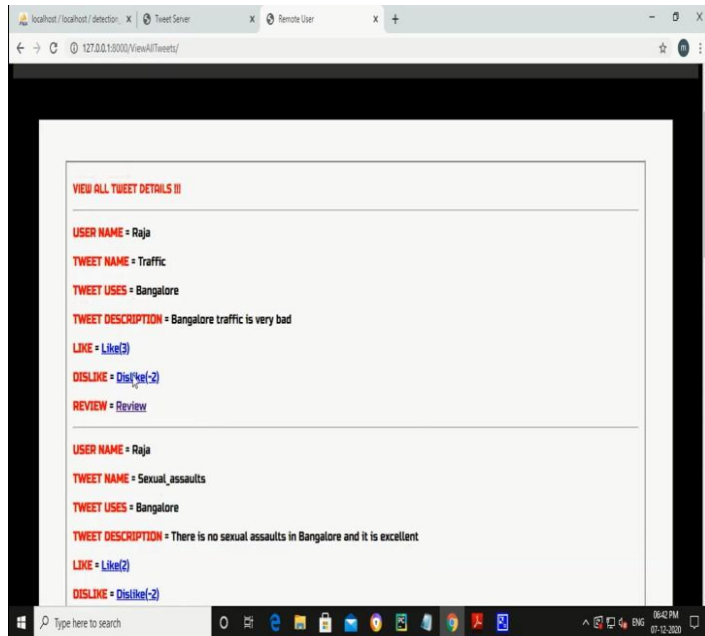 localhost / localhost / detection_
Tweet Server
Remote User
127.0.0.1:8000/ViewAllTweets/
m
VIEW ALL TWEET DETAILS !!!
USER NAME = Raja
TWEET NAME = Traffic
TWEET USES = Bangalore
TWEET DESCRIPTION = Bangalore traffic is very bad
LIKE = Like(3)
DISLIKE = Dislike(-2)
REVIEW = Review
USER NAME = Raja
TWEET NAME = Sexual_assaults
TWEET USES = Bangalore
TWEET DESCRIPTION = There is no sexual assaults in Bangalore and it is excellent
LIKE = Like(2)
DISLIKE = Dislike(-2)
Type here to search
ENG
06:42 PM
07-12-2020